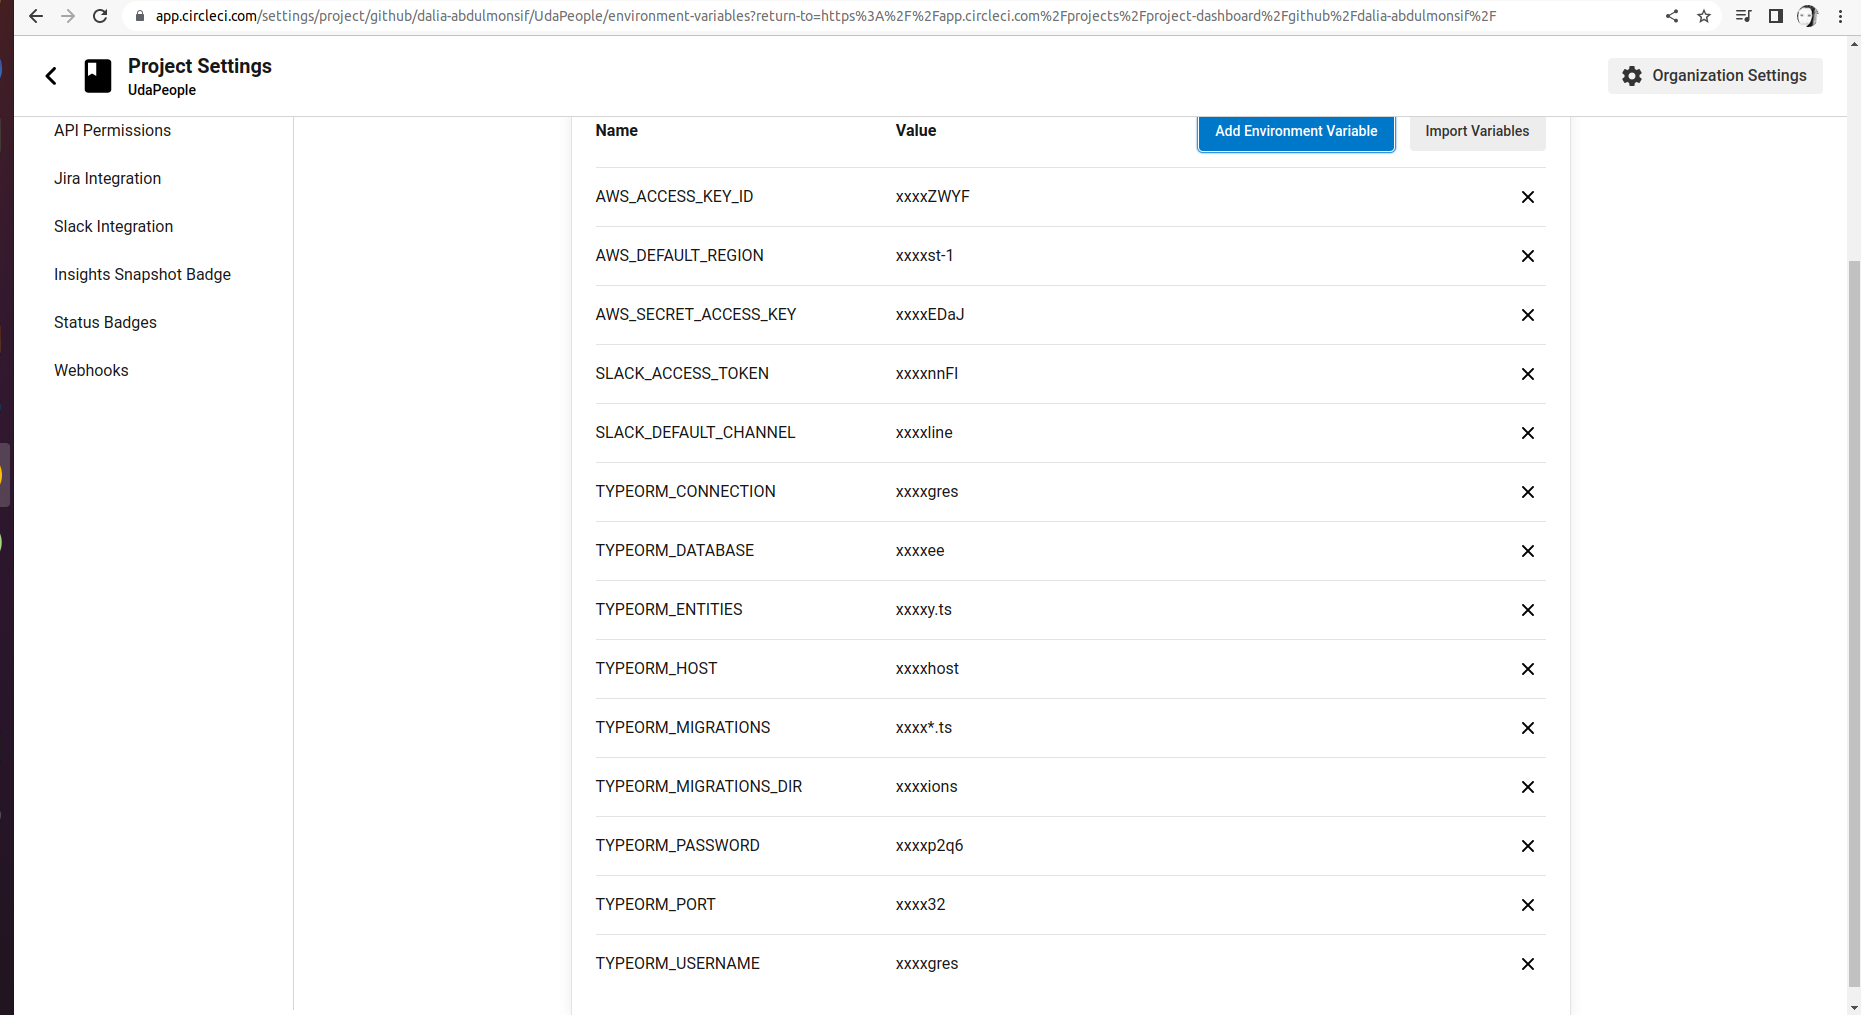 app.circleci.com/settings/project/github/dalia-abdulmonsif/UdaPeople/environment-variables?return-to=https%3A%2F%2Fapp.circleci.com%2Fprojects%2Fproject-dashboard%2Fgithub%2Fdalia-abdulmonsif%2F
Project Settings
UdaPeople
Organization Settings
API Permissions
Jira Integration
Slack Integration
Insights Snapshot Badge
Status Badges
Webhooks
Name Value Add Environment Variable Import Variables
AWS_ACCESS_KEY_ID xxxxZWYF
AWS_DEFAULT_REGION xxxxst-1
AWS_SECRET_ACCESS_KEY xxxxEDaJ
SLACK_ACCESS_TOKEN
SLACK_DEFAULT_CHANNEL xxxxline
TYPEORM_CONNECTION xxxxgres
TYPEORM_DATABASE xxxxee
TYPEORM_ENTITIES xxxxy.ts
TYPEORM_HOST xxxxhost
TYPEORM_MIGRATIONS xxxx*.ts
TYPEORM_MIGRATIONS_DIR xxxxions
TYPEORM_PASSWORD xxxxp2q6
TYPEORM_PORT xxxx32
TYPEORM_USERNAME xxxxgres